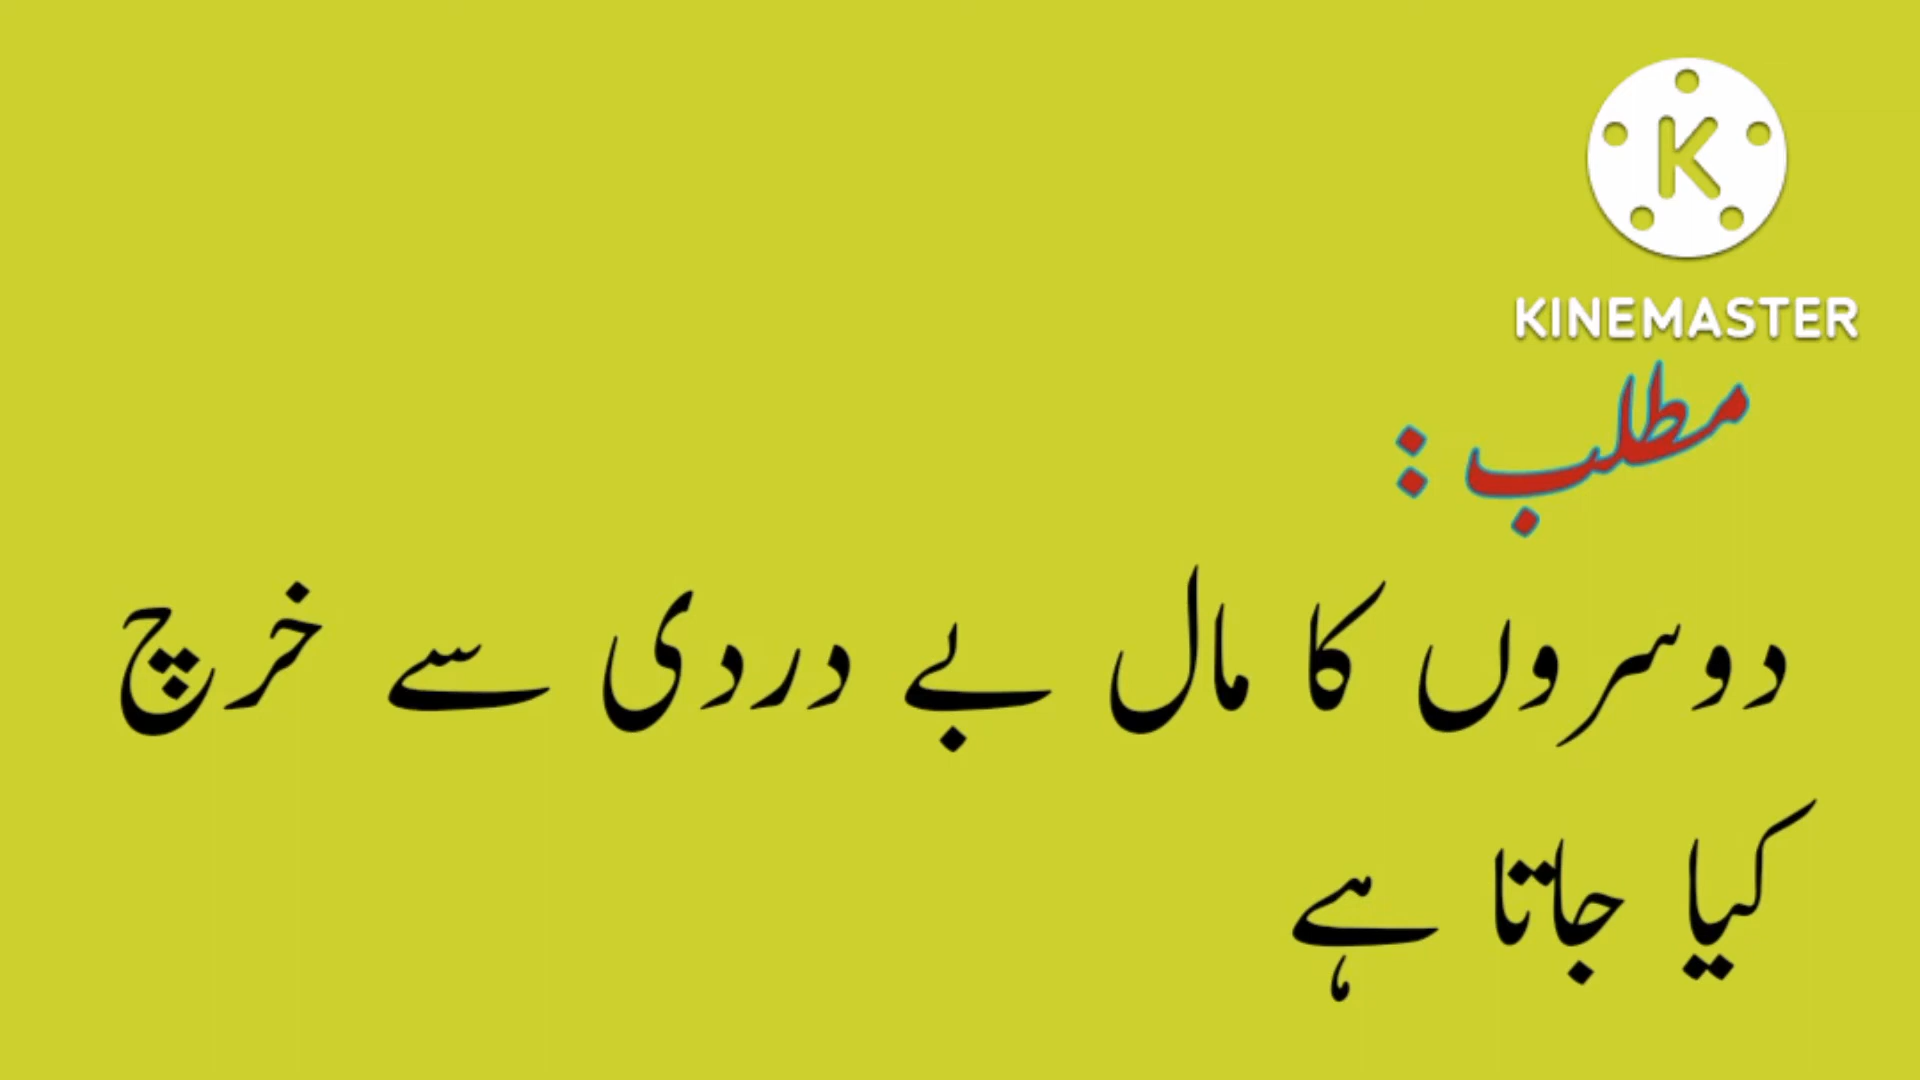 KINEMASTER
مطلب :
دوسروں کا مال بے دردی سے خرچ
کیا جاتا ہے